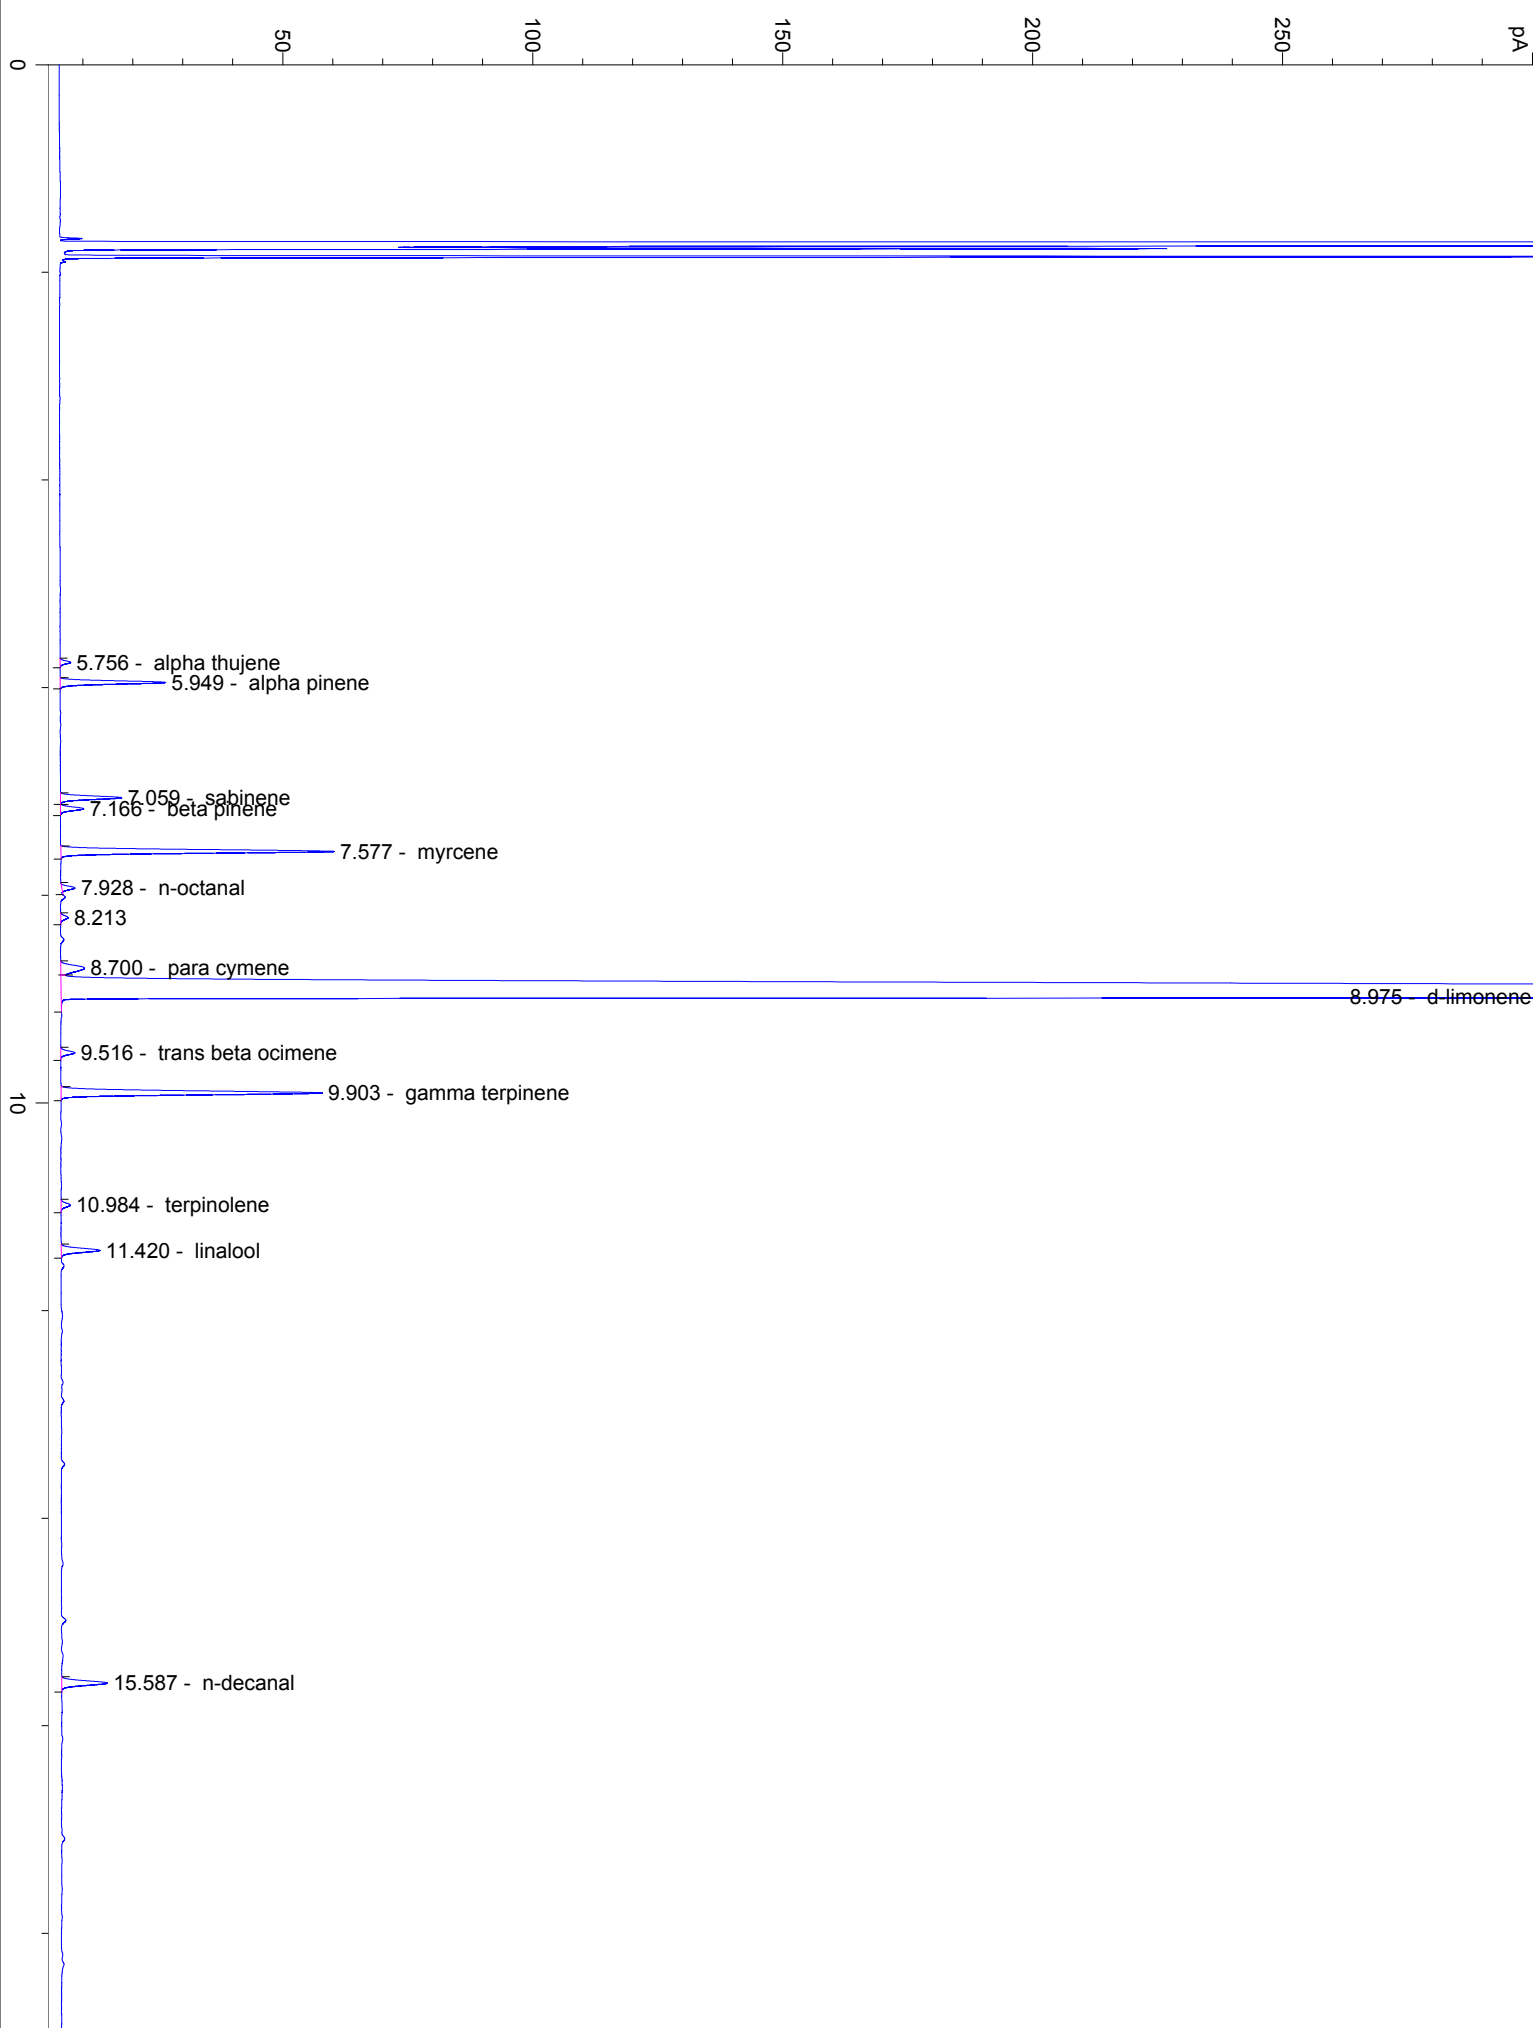 pA
250
200
150
100
50
0
5.756 - alpha thujene
5.949 - alpha pinene
7.059 - sabinene
7.166 - beta pinene
7.577 - myrcene
7.928 - n-octanal
8.213
8.700 - para cymene
8.975 - d-limonene
9.516 - trans beta ocimene
9.903 - gamma terpinene
10
10.984 - terpinolene
11.420 - linalool
15.587 - n-decanal